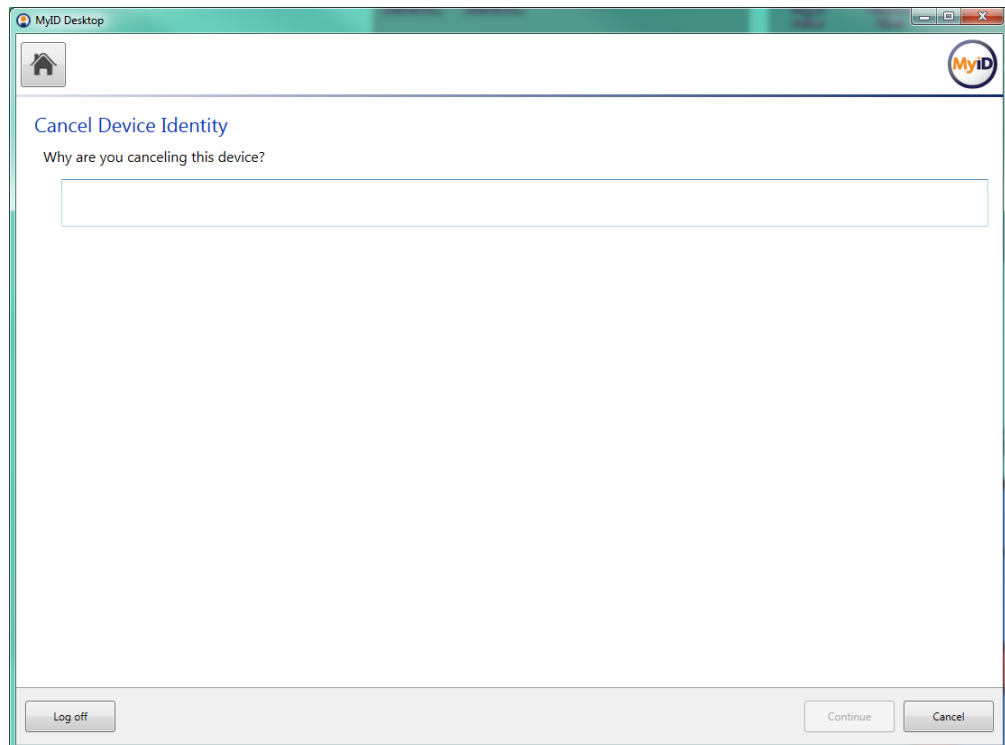 MyID Desktop
MyiD
Cancel Device Identity
Why are you canceling this device?
Log off
Continue
Cancel